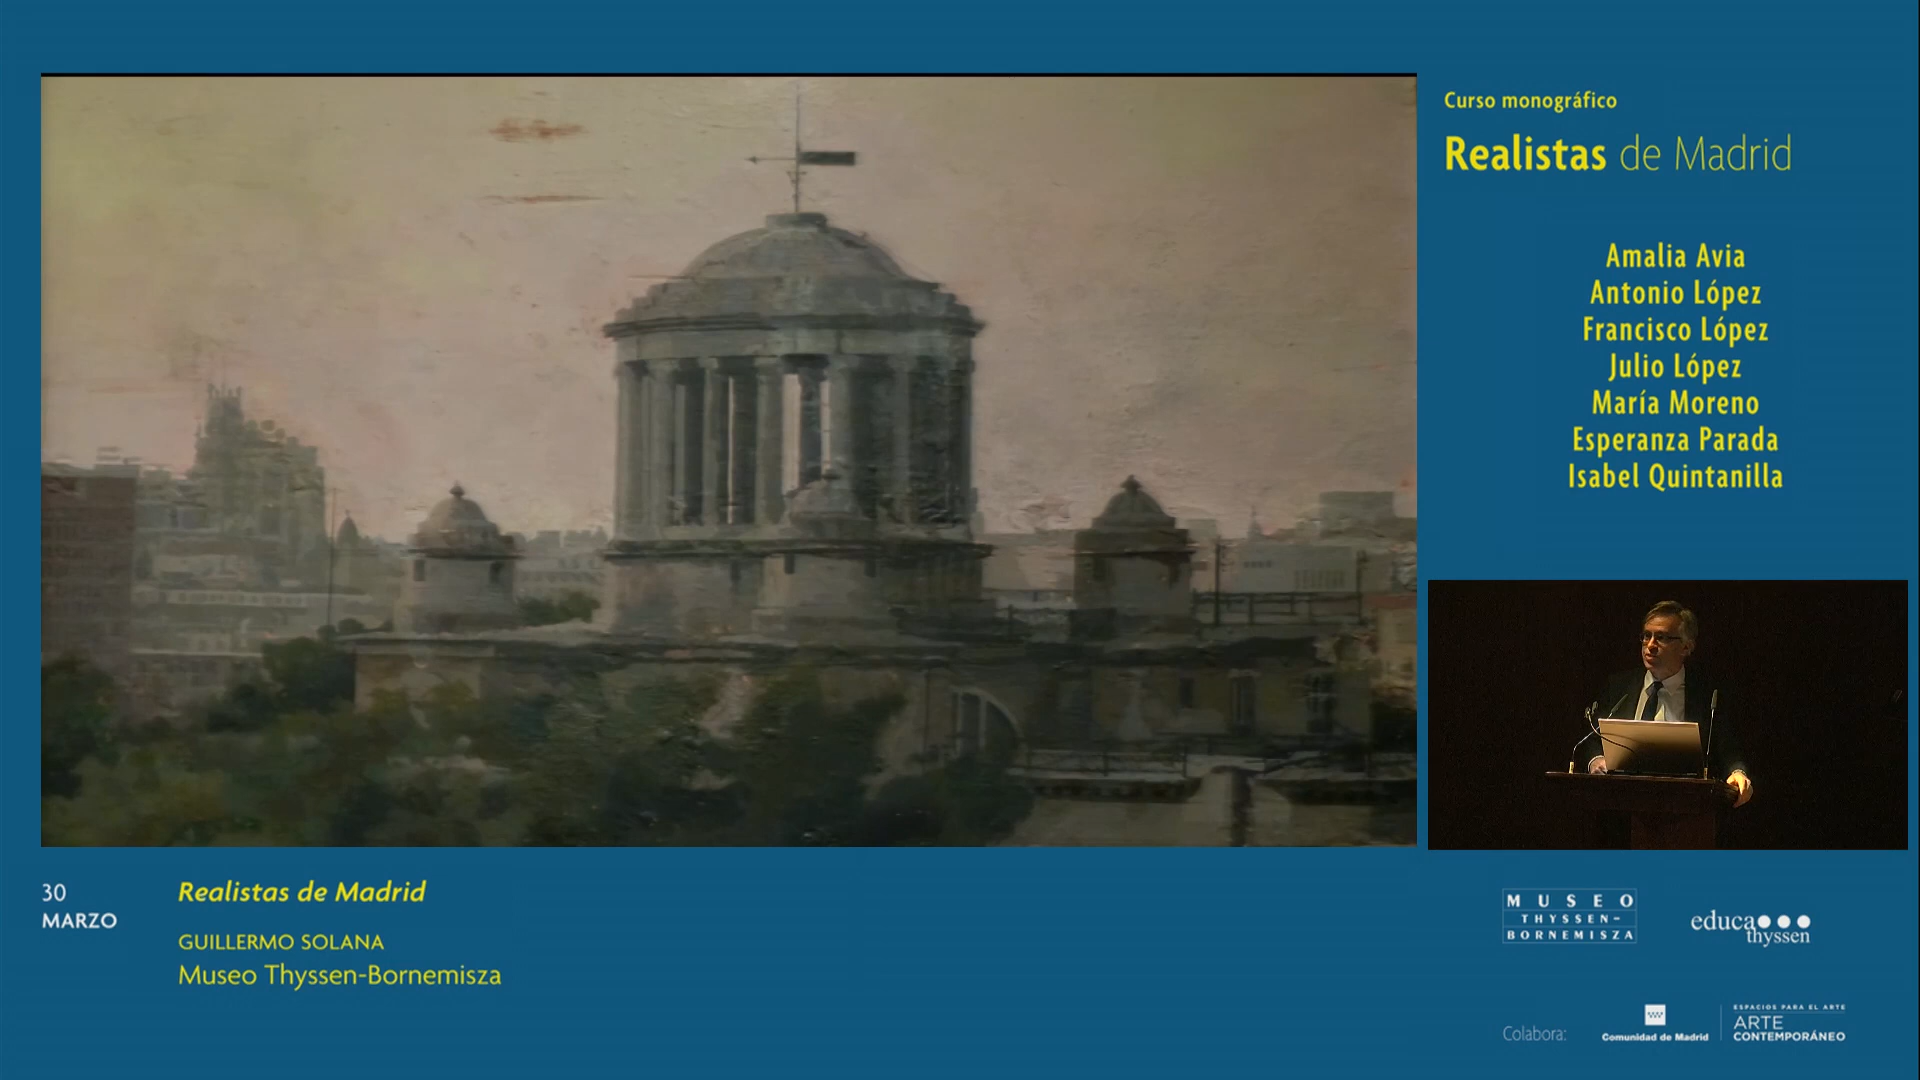 Curso monográfico
Realistas de Madrid
Amalia Avia
Antonio López
Francisco López
Julio López
María Moreno
Esperanza Parada
Isabel Quintanilla
30
MARZO
Realistas de Madrid
GUILLERMO SOLANA
Museo Thyssen-Bornemisza
MUSEO
THYSSEN-
BORNEMISZA
educa
thyssen
Colabora:
Comunidad de Madrid
ESPACIOS PARA EL ARTE
ARTE
CONTEMPORÁNEO